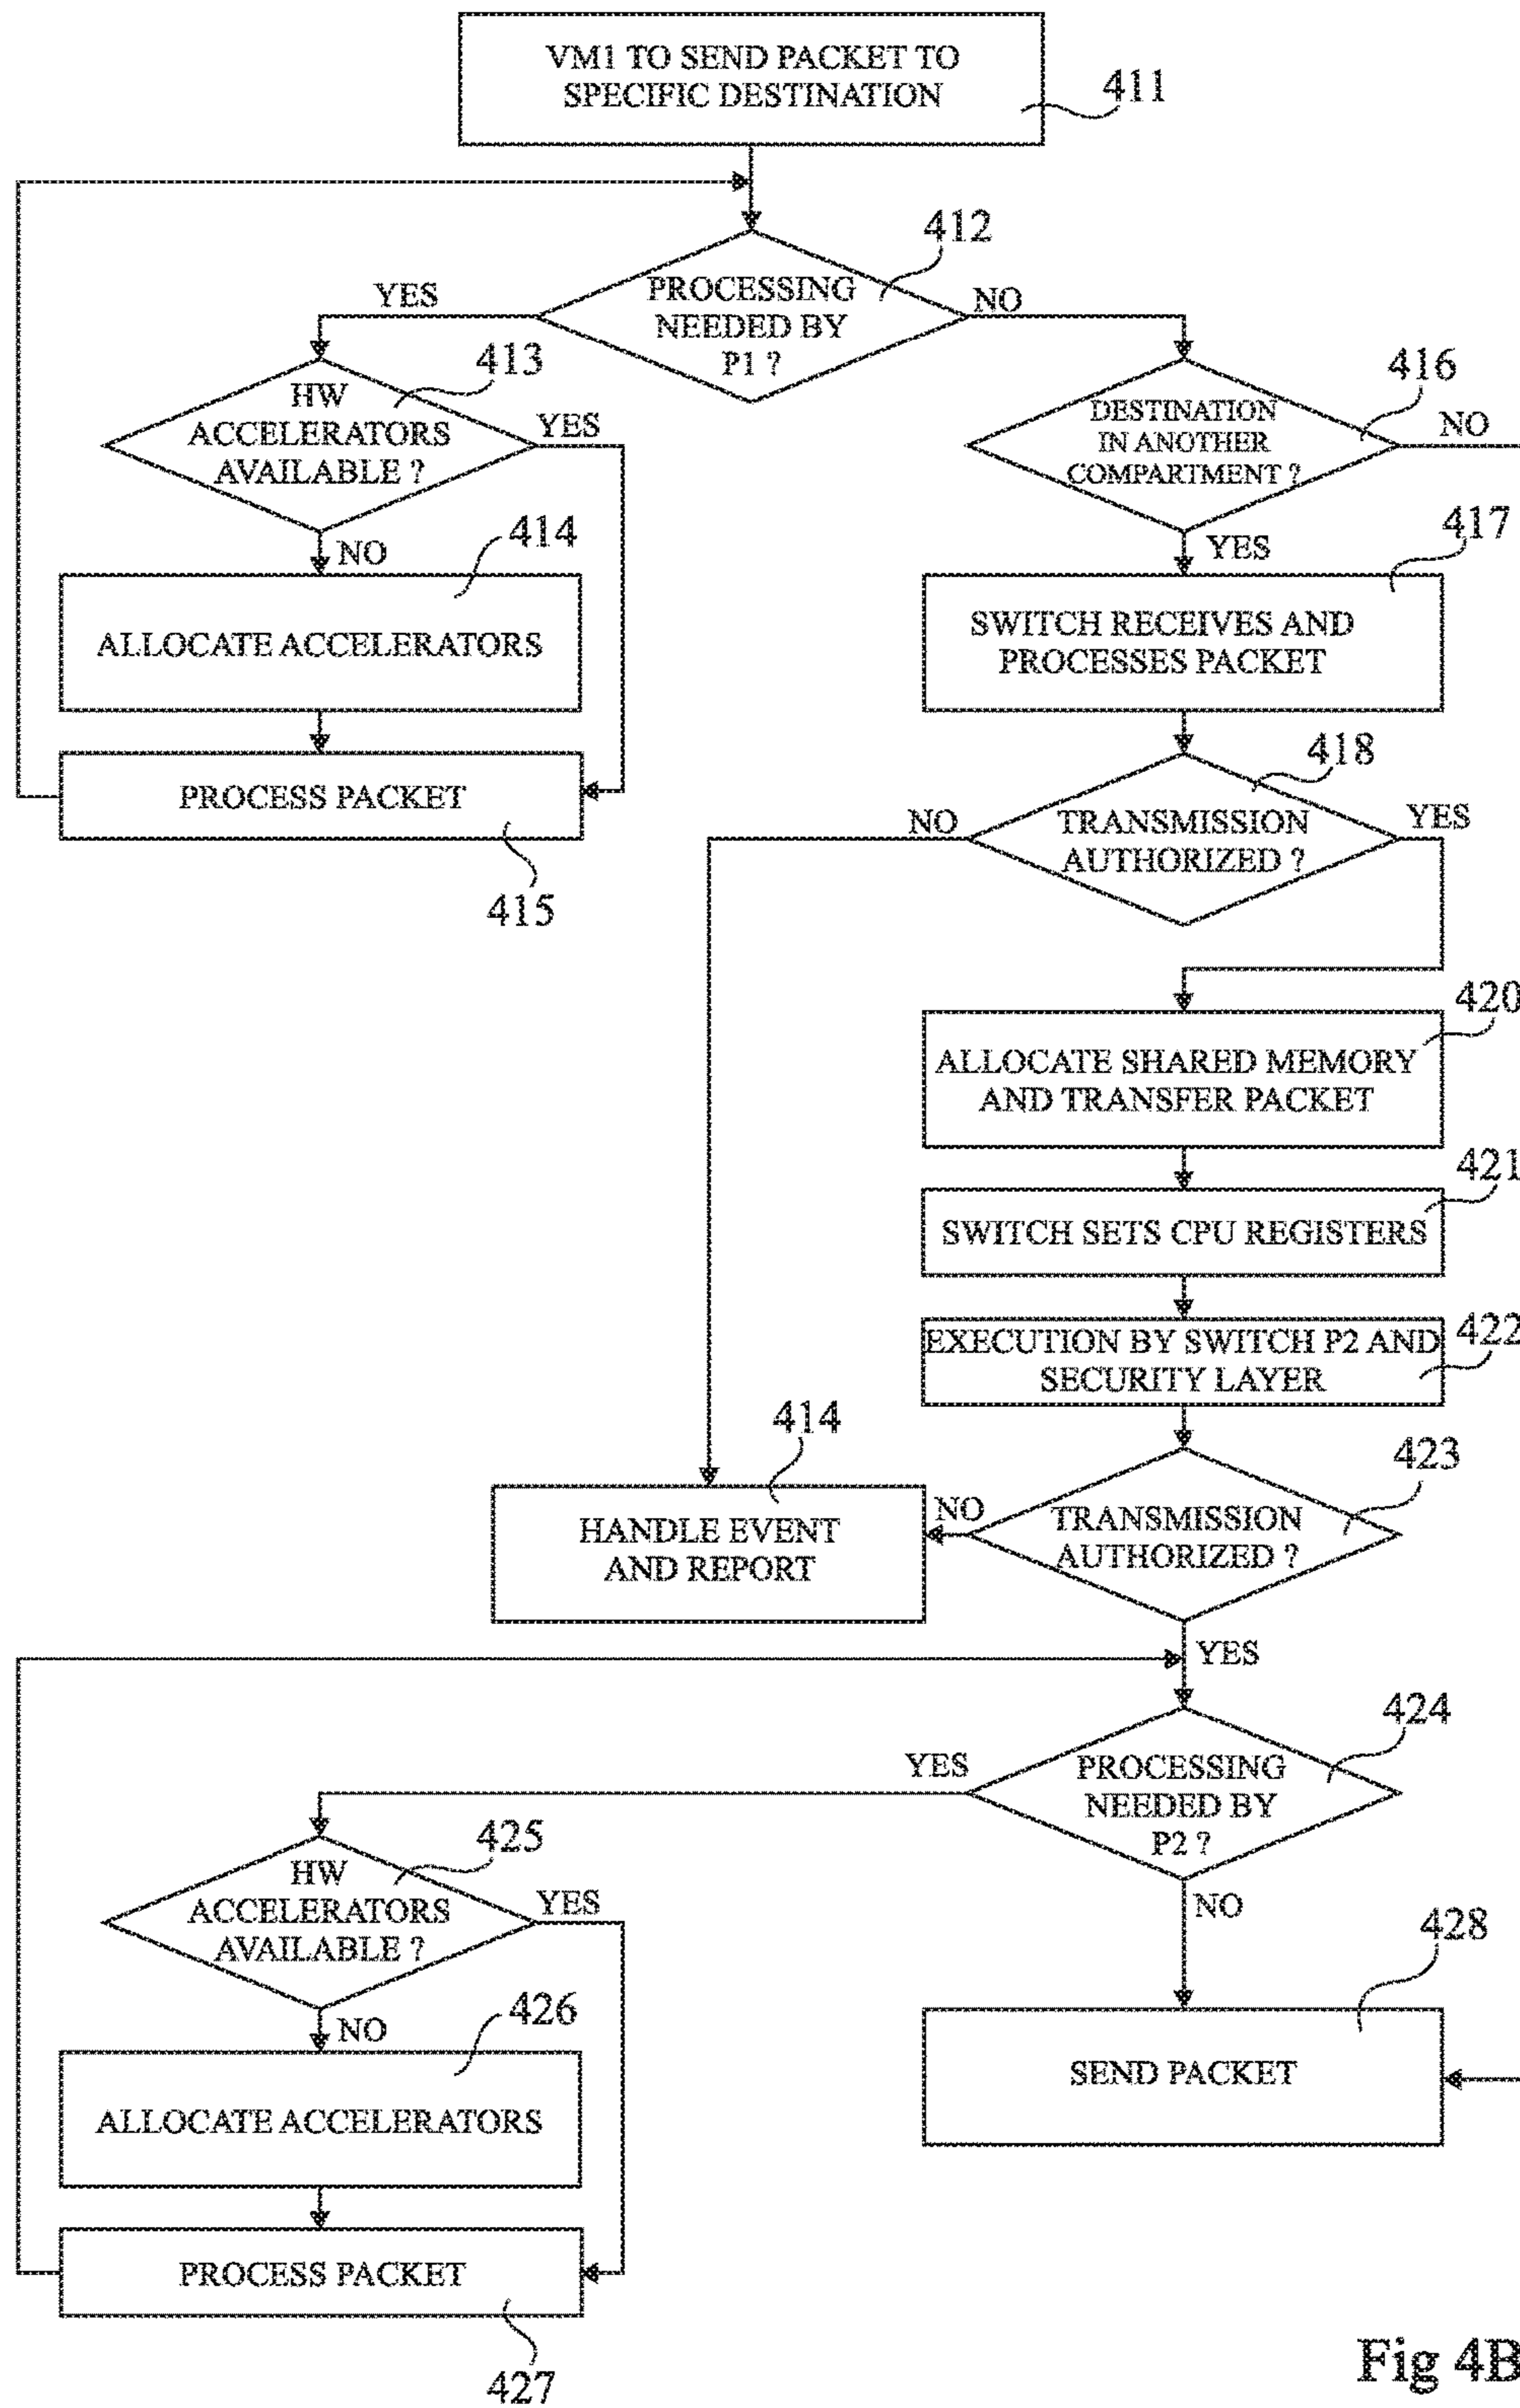 VM1 TO SEND PACKET TO
SPECIFIC DESTINATION
411
412
PROCESSING
NEEDED BY
P1 ?
YES
NO
413
HW
ACCELERATORS
AVAILABLE ?
YES
NO
416
DESTINATION
IN ANOTHER
COMPARTMENT ?
NO
YES
414
ALLOCATE ACCELERATORS
417
SWITCH RECEIVES AND
PROCESSES PACKET
PROCESS PACKET
415
418
TRANSMISSION
AUTHORIZED ?
NO
YES
420
ALLOCATE SHARED MEMORY
AND TRANSFER PACKET
421
SWITCH SETS CPU REGISTERS
422
EXECUTION BY SWITCH P2 AND
SECURITY LAYER
414
HANDLE EVENT
AND REPORT
423
TRANSMISSION
AUTHORIZED ?
NO
YES
424
PROCESSING
NEEDED BY
P2 ?
YES
NO
425
HW
ACCELERATORS
AVAILABLE ?
YES
NO
428
SEND PACKET
426
ALLOCATE ACCELERATORS
PROCESS PACKET
427
Fig 4B